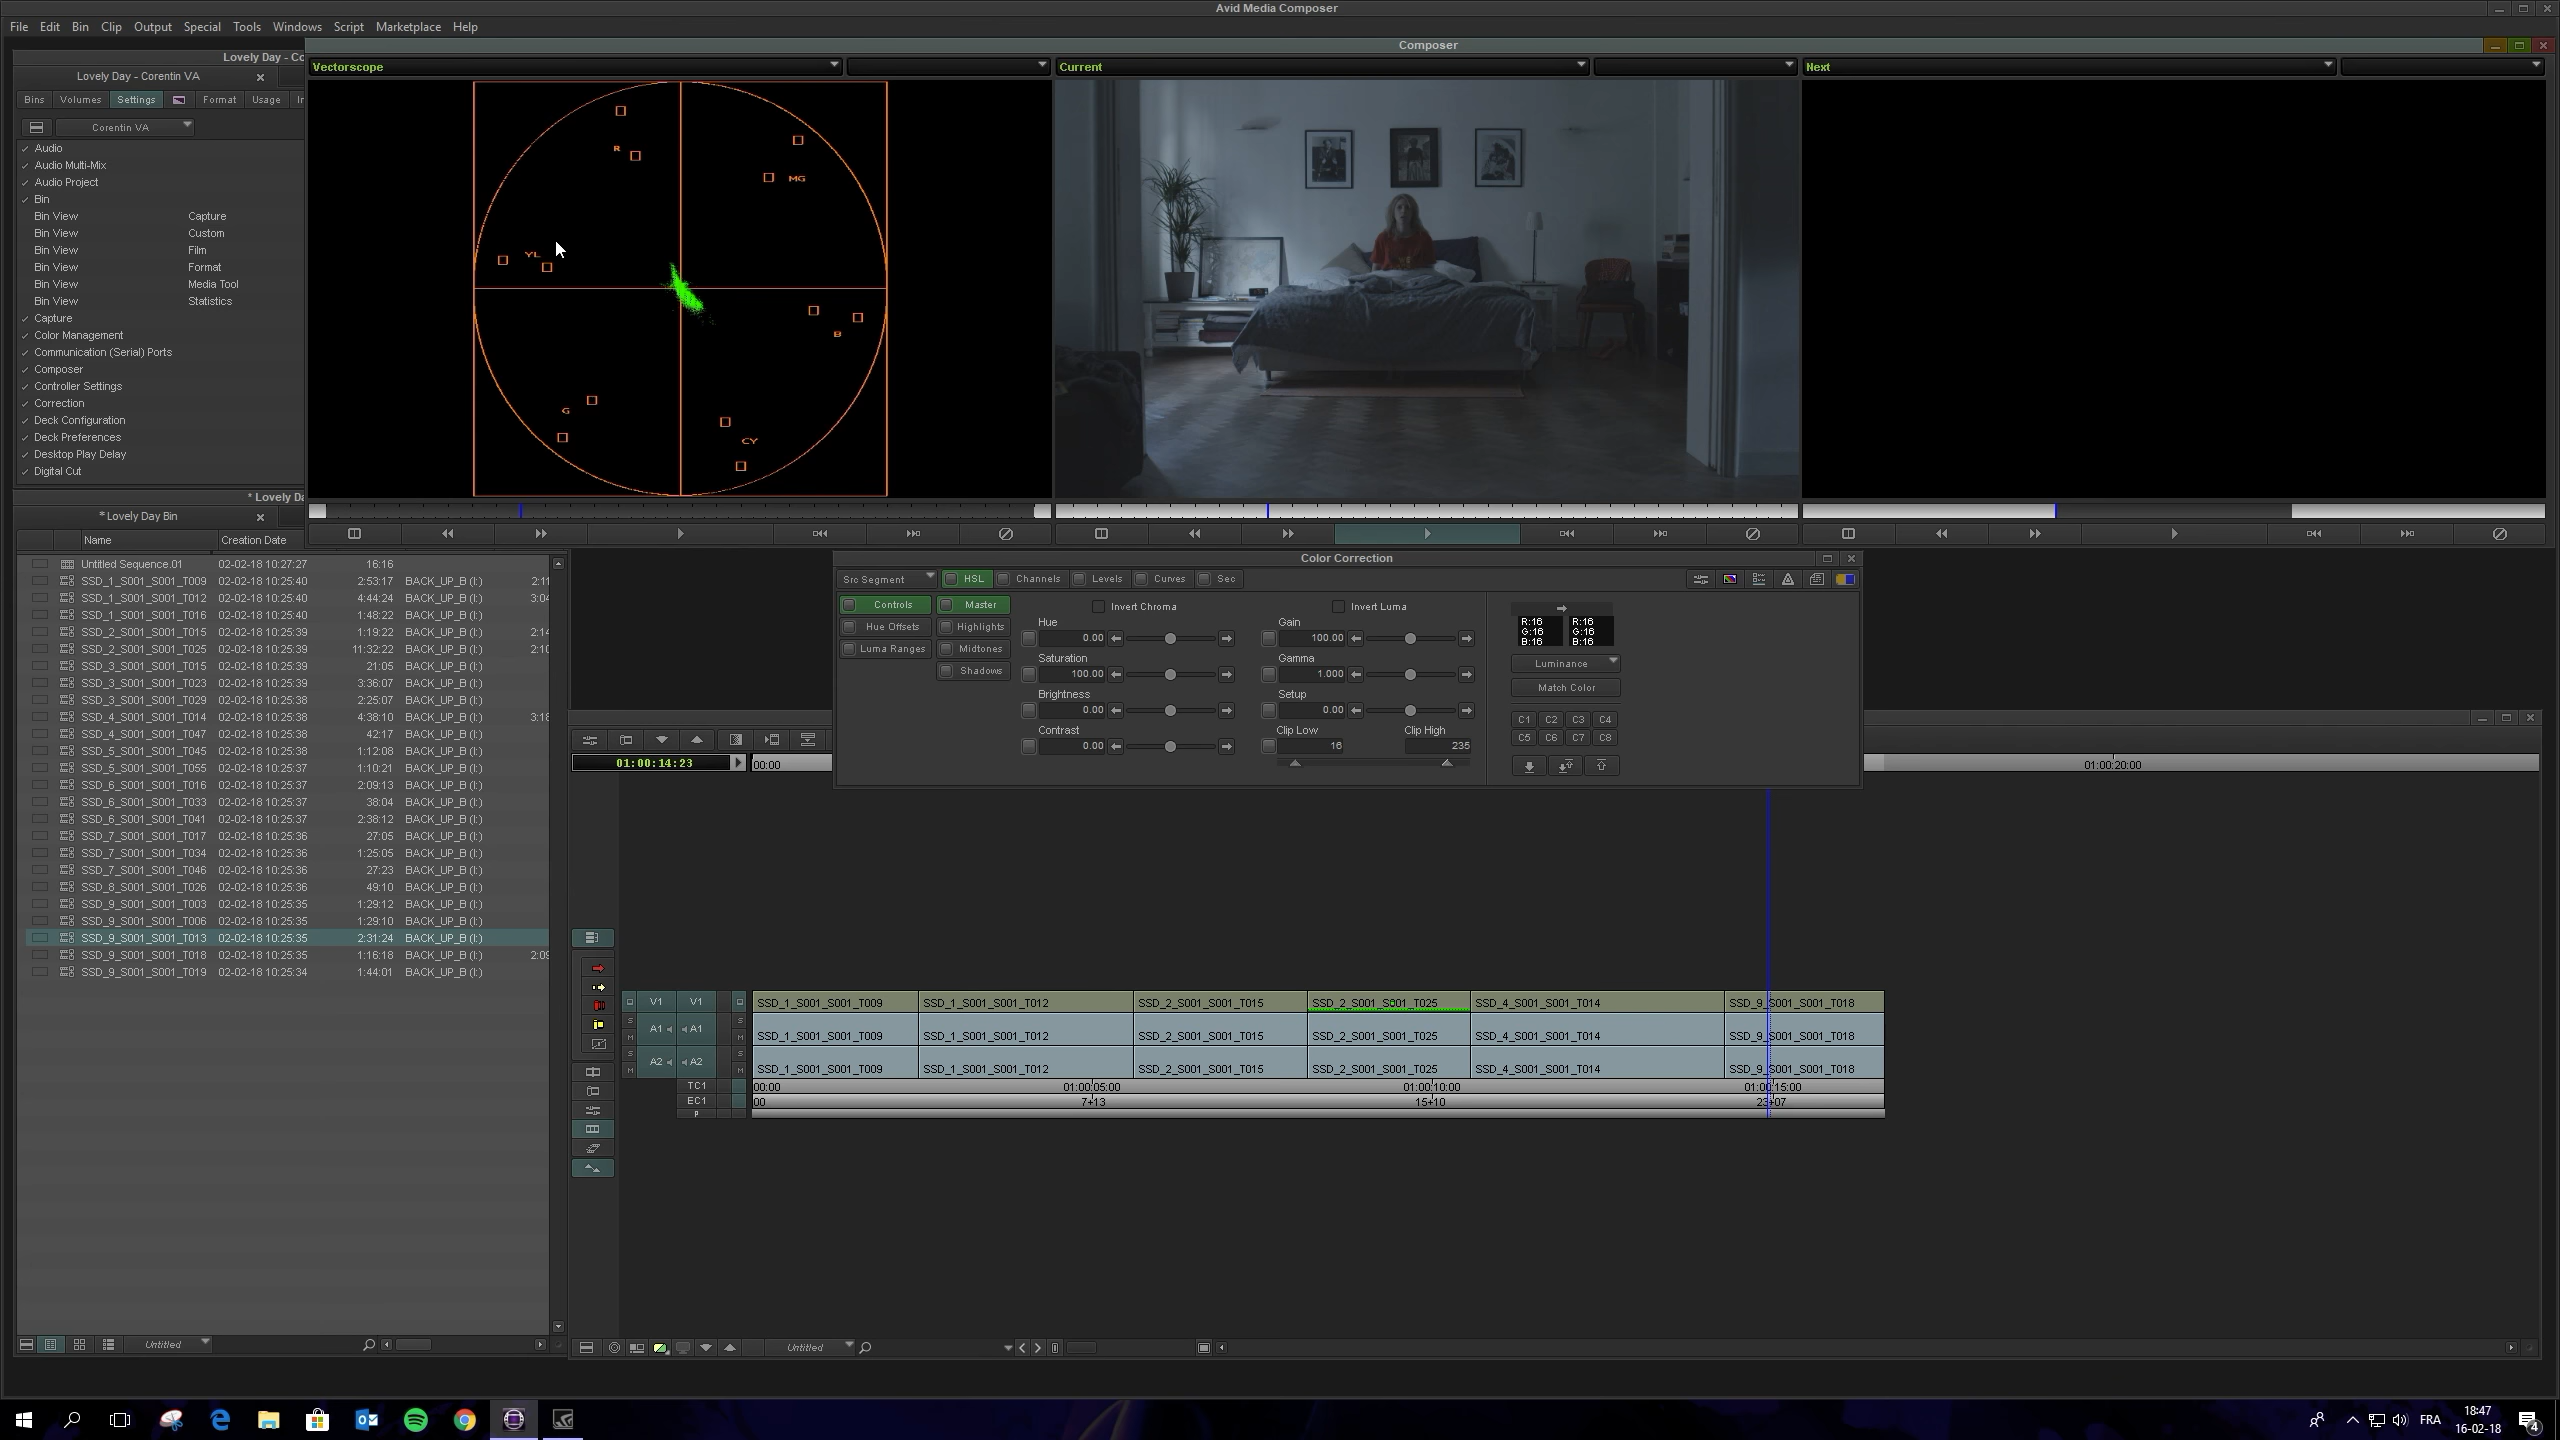 Avid Media Composer
File Edit Bin Clip Output Special Tools Windows Script Marketplace Help
Composer
Lovely Day - Co
Lovely Day - Corentin VA
Bins Volumes Settings Format Usage In
Corentin VA
Audio
Audio Multi-Mix
Audio Project
Bin
Bin View Capture
Bin View Custom
Bin View Film
Bin View Format
Bin View Media Tool
Bin View Statistics
Capture
Color Management
Communication (Serial) Ports
Composer
Controller Settings
Correction
Deck Configuration
Deck Preferences
Desktop Play Delay
Digital Cut
Vectorscope
Current
Next
R
MG
YL
B
G
CY
* Lovely Da
* Lovely Day Bin
Name Creation Date
Untitled Sequence.01 02-02-18 10:27:27 16:16
SSD_1_S001_S001_T009 02-02-18 10:25:40 2:53:17 BACK_UP_B (I:) 2:11
SSD_1_S001_S001_T012 02-02-18 10:25:40 4:44:24 BACK_UP_B (I:) 3:04
SSD_1_S001_S001_T016 02-02-18 10:25:40 1:48:22 BACK_UP_B (I:)
SSD_2_S001_S001_T015 02-02-18 10:25:39 1:19:22 BACK_UP_B (I:) 2:14
SSD_2_S001_S001_T025 02-02-18 10:25:39 11:32:22 BACK_UP_B (I:) 2:10
SSD_3_S001_S001_T015 02-02-18 10:25:39 21:05 BACK_UP_B (I:)
SSD_3_S001_S001_T023 02-02-18 10:25:39 3:36:07 BACK_UP_B (I:)
SSD_3_S001_S001_T029 02-02-18 10:25:38 2:25:07 BACK_UP_B (I:)
SSD_4_S001_S001_T014 02-02-18 10:25:38 4:38:10 BACK_UP_B (I:) 3:18
SSD_4_S001_S001_T047 02-02-18 10:25:38 42:17 BACK_UP_B (I:)
SSD_5_S001_S001_T045 02-02-18 10:25:38 1:12:08 BACK_UP_B (I:)
SSD_5_S001_S001_T055 02-02-18 10:25:37 1:10:21 BACK_UP_B (I:)
SSD_6_S001_S001_T016 02-02-18 10:25:37 2:09:13 BACK_UP_B (I:)
SSD_6_S001_S001_T033 02-02-18 10:25:37 38:04 BACK_UP_B (I:)
SSD_6_S001_S001_T041 02-02-18 10:25:37 2:38:12 BACK_UP_B (I:)
SSD_7_S001_S001_T017 02-02-18 10:25:36 27:05 BACK_UP_B (I:)
SSD_7_S001_S001_T034 02-02-18 10:25:36 1:25:05 BACK_UP_B (I:)
SSD_7_S001_S001_T046 02-02-18 10:25:36 27:23 BACK_UP_B (I:)
SSD_8_S001_S001_T026 02-02-18 10:25:36 49:10 BACK_UP_B (I:)
SSD_9_S001_S001_T003 02-02-18 10:25:35 1:29:12 BACK_UP_B (I:)
SSD_9_S001_S001_T006 02-02-18 10:25:35 1:29:10 BACK_UP_B (I:)
SSD_9_S001_S001_T013 02-02-18 10:25:35 2:31:24 BACK_UP_B (I:)
SSD_9_S001_S001_T018 02-02-18 10:25:35 1:16:18 BACK_UP_B (I:) 2:09
SSD_9_S001_S001_T019 02-02-18 10:25:34 1:44:01 BACK_UP_B (I:)
Untitled
Color Correction
Src Segment HSL Channels Levels Curves Sec
Controls Master Invert Chroma Invert Luma
Hue Offsets Highlights
Luma Ranges Midtones
Shadows
Hue Gain
0.00 100.00
Saturation Gamma
100.00 1.000
Brightness Setup
0.00 0.00
Contrast Clip Low Clip High
0.00 16 235
R:16 R:16
G:16 G:16
B:16 B:16
Luminance
Match Color
C1 C2 C3 C4
C5 C6 C7 C8
01:00:14:23 00:00 01:00:20:00
V1 V1 SSD_1_S001_S001_T009 SSD_1_S001_S001_T012 SSD_2_S001_S001_T015 SSD_2_S001_S001_T025 SSD_4_S001_S001_T014 SSD_9_S001_S001_T018
S
A1 A1 SSD_1_S001_S001_T009 SSD_1_S001_S001_T012 SSD_2_S001_S001_T015 SSD_2_S001_S001_T025 SSD_4_S001_S001_T014 SSD_9_S001_S001_T018
M M
S
A2 A2 SSD_1_S001_S001_T009 SSD_1_S001_S001_T012 SSD_2_S001_S001_T015 SSD_2_S001_S001_T025 SSD_4_S001_S001_T014 SSD_9_S001_S001_T018
M M
TC1 00:00 01:00:05:00 01:00:10:00 01:00:15:00
EC1 00 7+13 15+10 23+07
Untitled
FRA
18:47
16-02-18
4